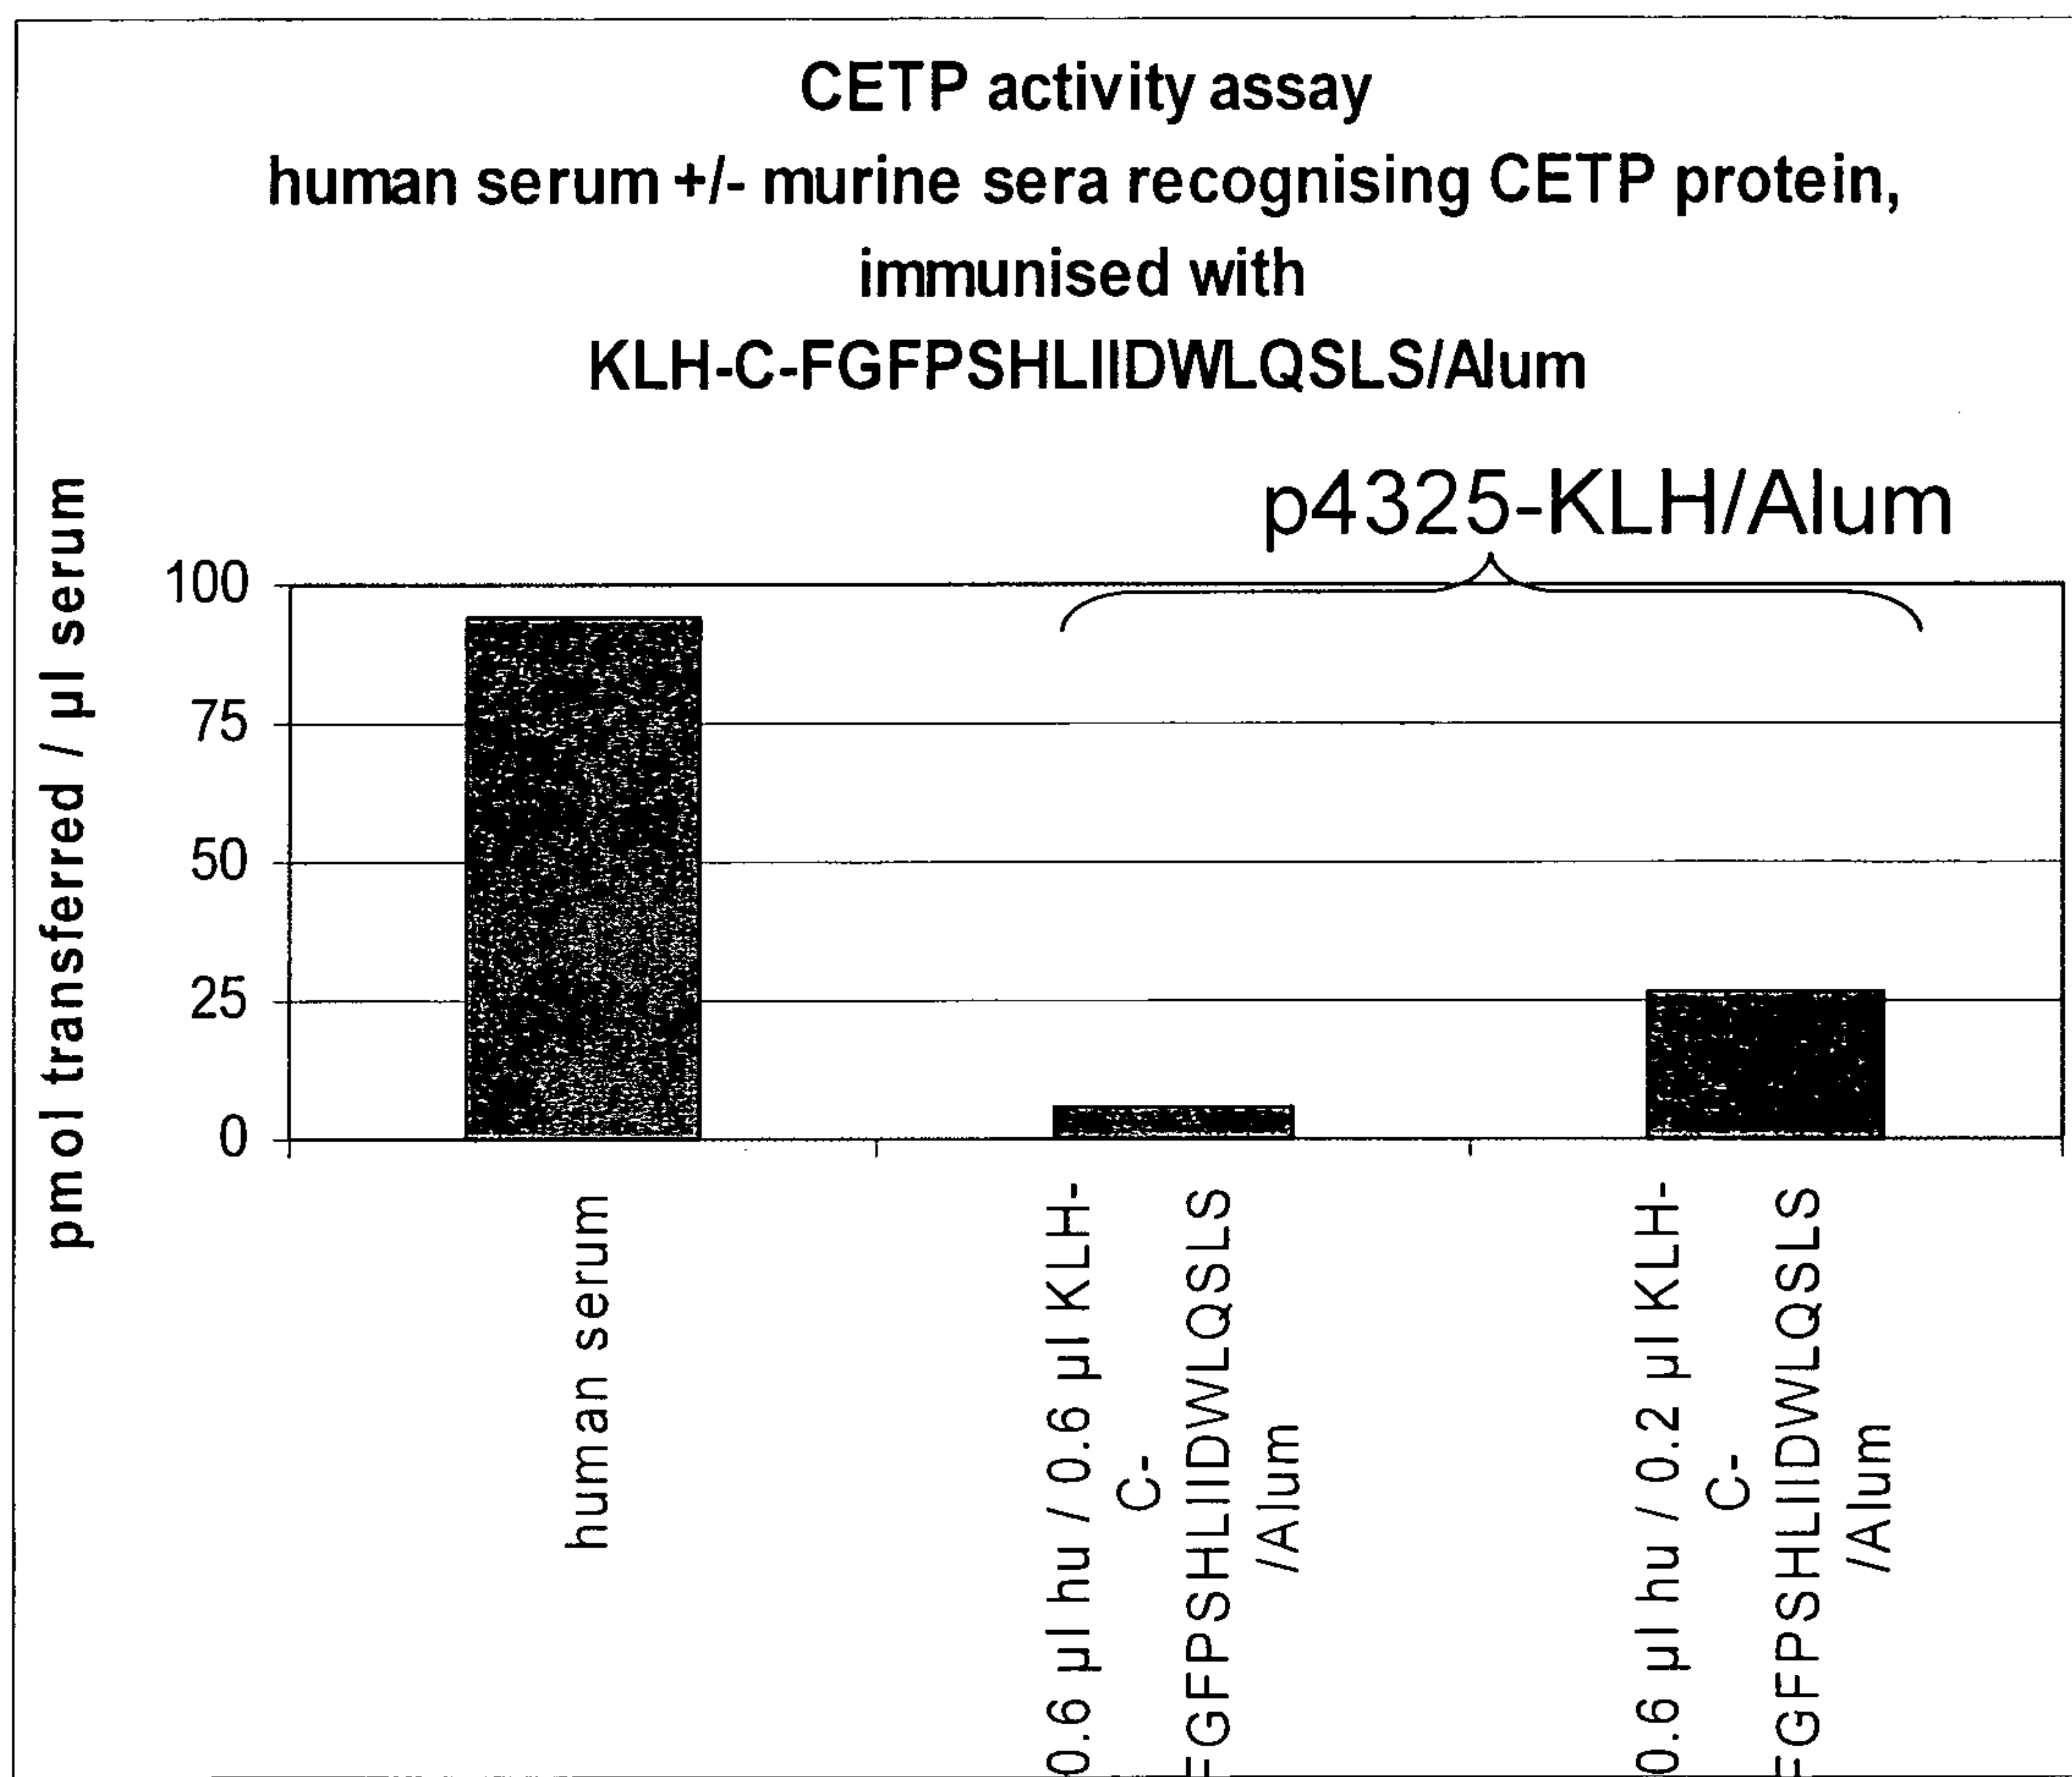 CETP activity assay
human serum +/- murine sera recognising CETP protein,
immunised with
KLH-C-FGFPSHLIIDWLQSLS/Alum
p4325-KLH/Alum
pmol transferred / µl serum
100
75
50
25
0
human serum
0.6 µl hu / 0.6 µl KLH-
C-
FGFPSHLIIDWLQSLS
/Alum
0.6 µl hu / 0.2 µl KLH-
C-
FGFPSHLIIDWLQSLS
/Alum